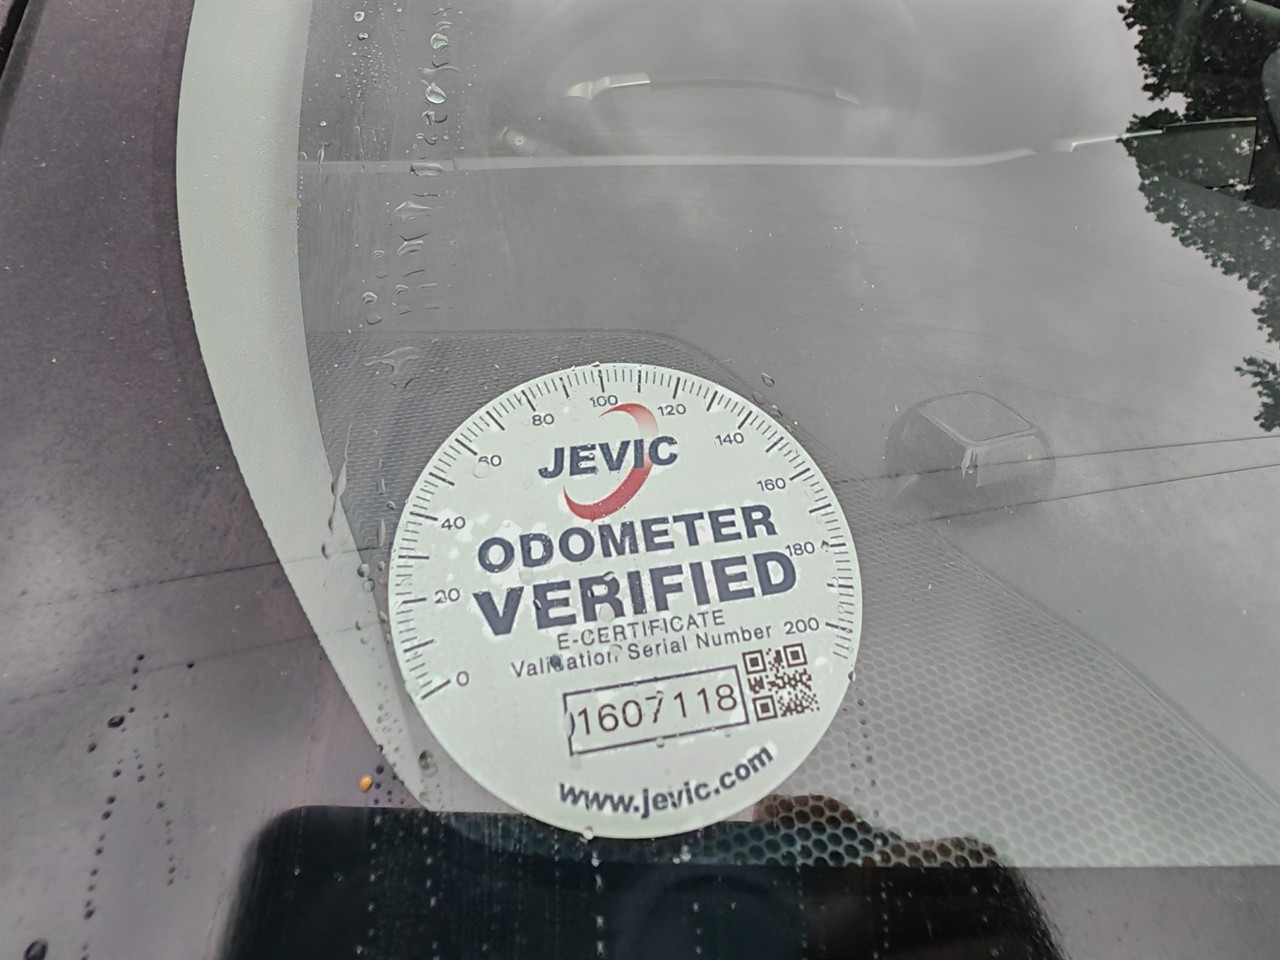 0 20 40 60 80 100 120 140 160 180 200
JEVIC
ODOMETER
VERIFIED
E-CERTIFICATE
Validation Serial Number
01607118
www.jevic.com